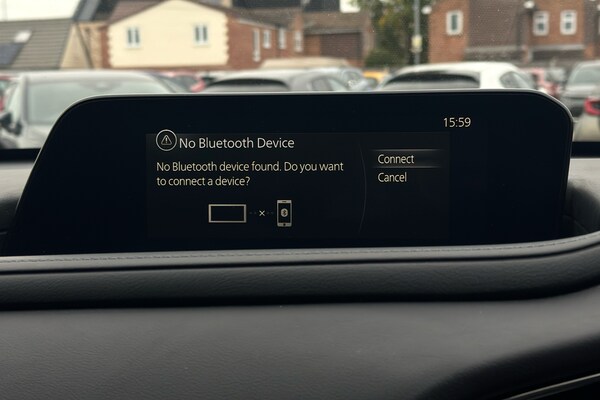 15:59
No Bluetooth Device
No Bluetooth device found. Do you want
to connect a device?
Connect
Cancel